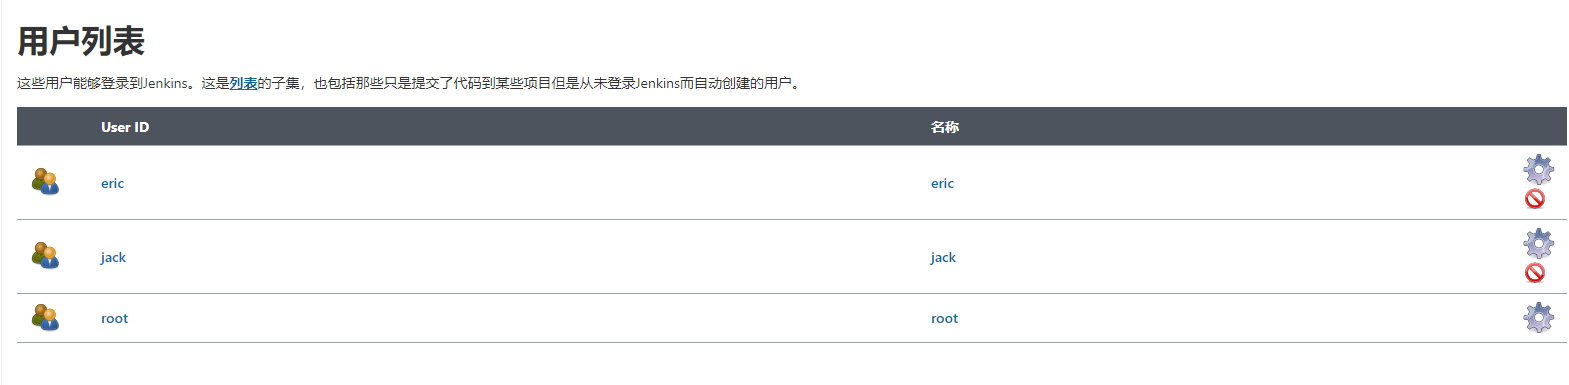 用户列表
这些用户能够登录到Jenkins。这是列表的子集，也包括那些只是提交了代码到某些项目但是从未登录Jenkins而自动创建的用户。
User ID 名称
eric eric
jack jack
root root